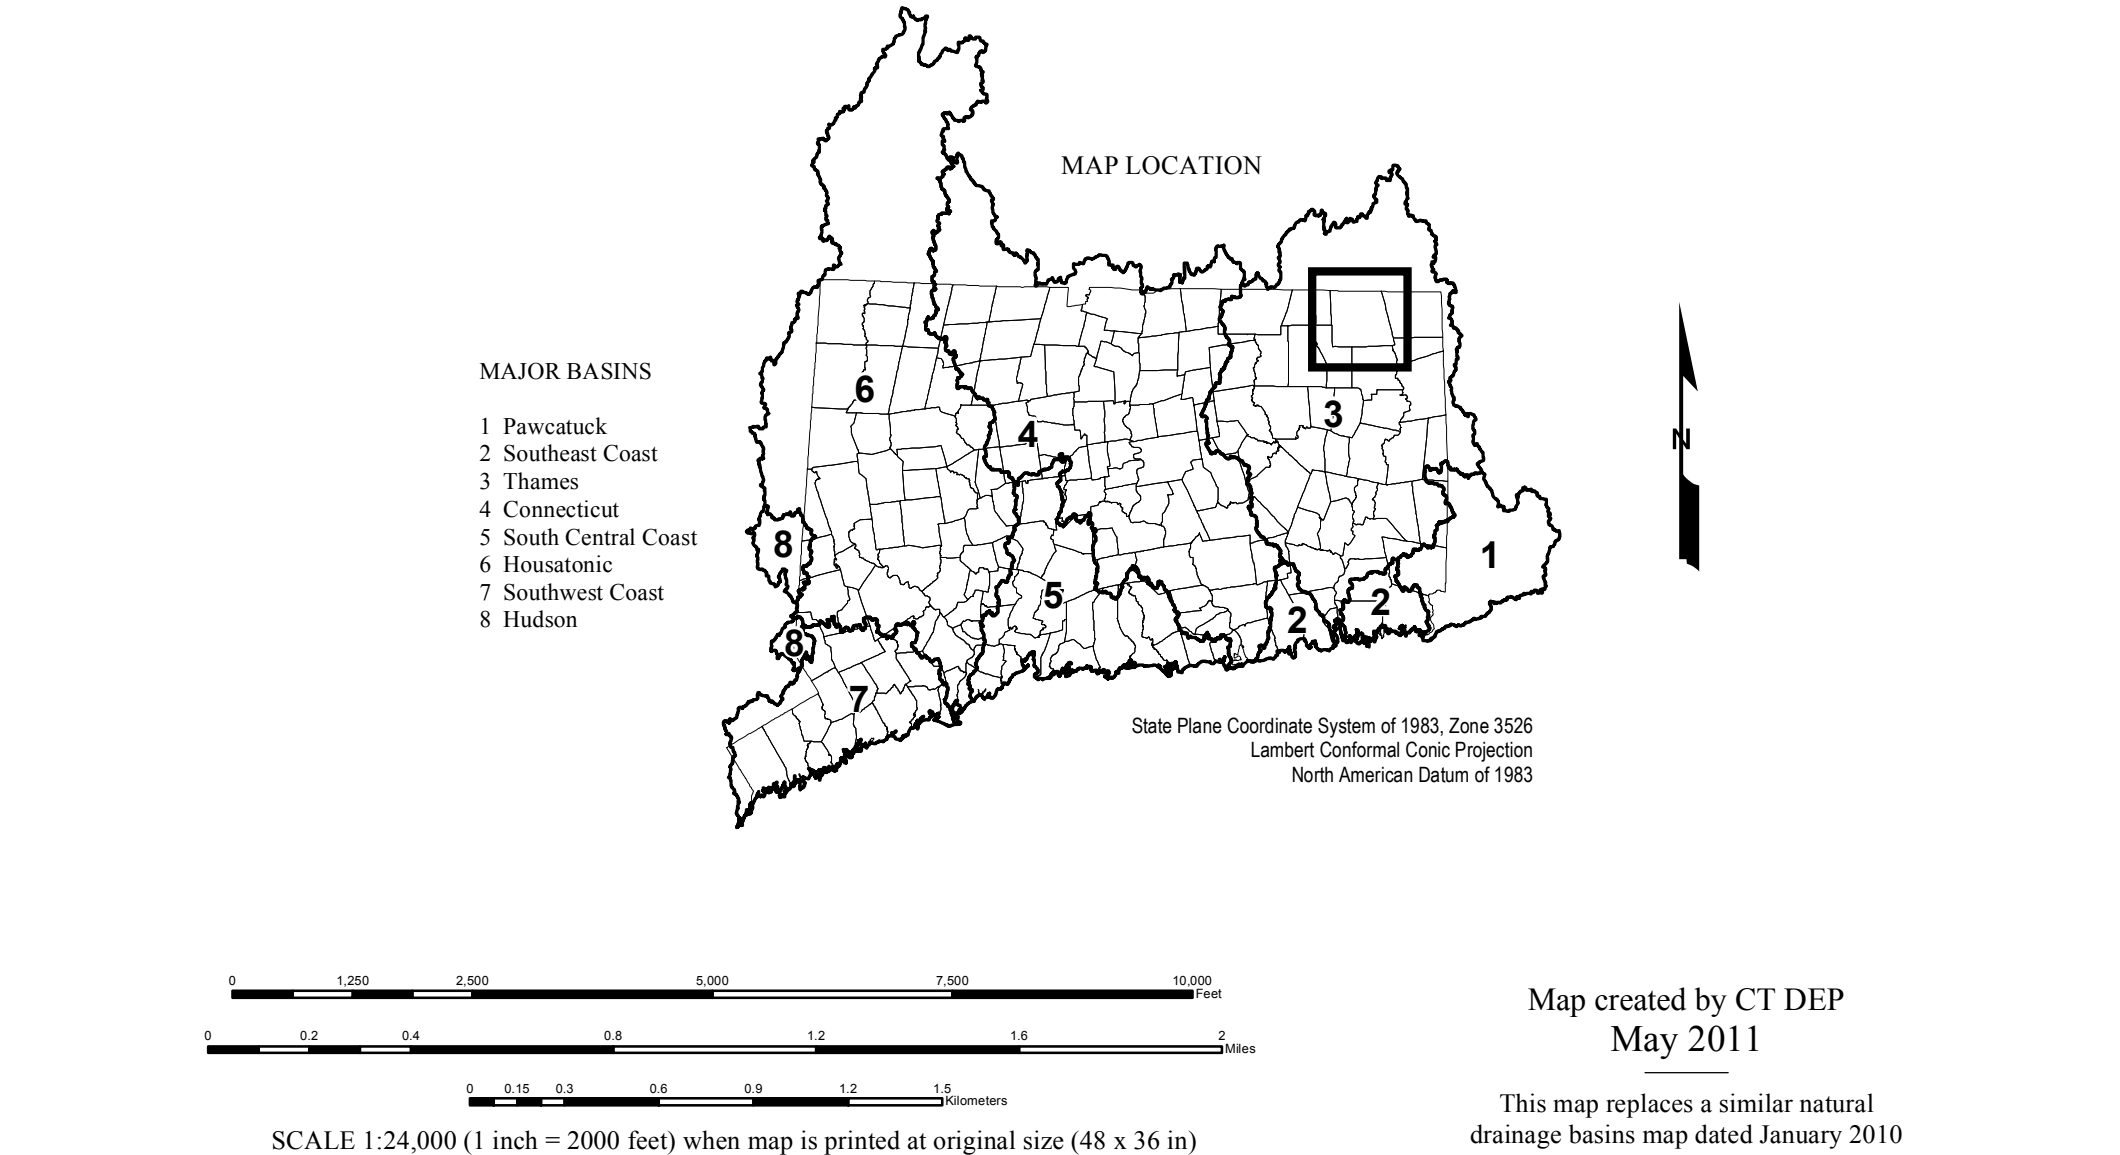 MAP LOCATION
MAJOR BASINS
1 Pawcatuck
2 Southeast Coast
3 Thames
4 Connecticut
5 South Central Coast
6 Housatonic
7 Southwest Coast
8 Hudson
6
4
3
8
1
5
2
2
8
7
N
State Plane Coordinate System of 1983, Zone 3526
Lambert Conformal Conic Projection
North American Datum of 1983
0 1,250 2,500 5,000 7,500 10,000
Feet
0 0.2 0.4 0.8 1.2 1.6 2
Miles
0 0.15 0.3 0.6 0.9 1.2 1.5
Kilometers
SCALE 1:24,000 (1 inch = 2000 feet) when map is printed at original size (48 x 36 in)
Map created by CT DEP
May 2011
This map replaces a similar natural
drainage basins map dated January 2010